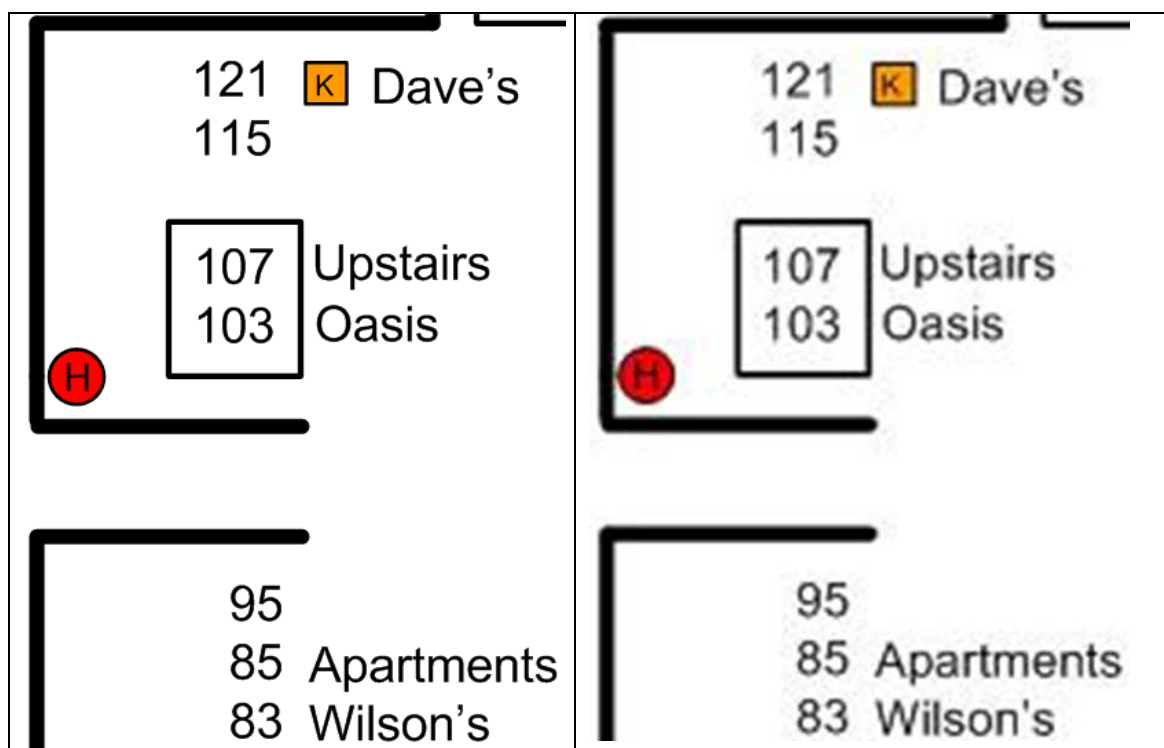 121 K Dave's
115
107 Upstairs
103 Oasis
H
95
85 Apartments
83 Wilson's
121 K Dave's
115
107 Upstairs
103 Oasis
H
95
85 Apartments
83 Wilson's